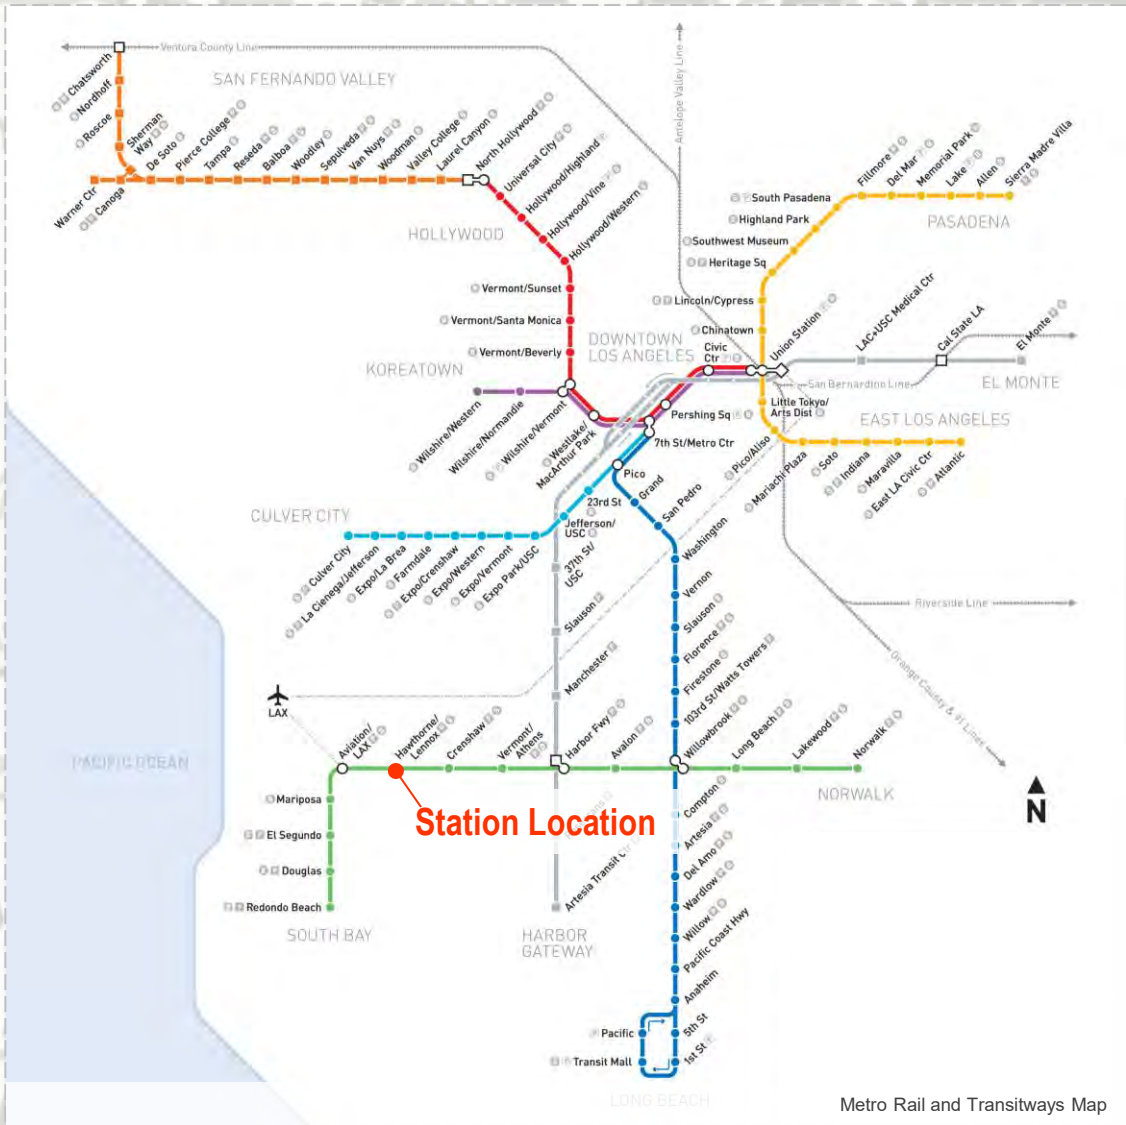 Ventura County Line
Antelope Valley Line
SAN FERNANDO VALLEY
Chatsworth
Nordhoff
Roscoe
Sherman
Way
De Soto
Pierce College
Tampa
Reseda
Balboa
Woodley
Sepulveda
Van Nuys
Woodman
Valley College
Laurel Canyon
North Hollywood
Warner Ctr
Canoga
Universal City
Hollywood/Highland
Hollywood/Vine
Hollywood/Western
HOLLYWOOD
Fillmore
Del Mar
Memorial Park
Lake
Allen
Sierra Madre Villa
South Pasadena
Highland Park
Southwest Museum
Heritage Sq
PASADENA
Vermont/Sunset
Lincoln/Cypress
Vermont/Santa Monica
Chinatown
Vermont/Beverly
DOWNTOWN
LOS ANGELES
Civic
Ctr
Union Station
LAC+USC Medical Ctr
Cal State LA
El Monte
KOREATOWN
San Bernardino Line
EL MONTE
Wilshire/Western
Wilshire/Normandie
Wilshire/Vermont
Westlake/
MacArthur Park
Pershing Sq
7th St/Metro Ctr
Little Tokyo/
Arts Dist
EAST LOS ANGELES
Pico/Aliso
Mariachi Plaza
Soto
Indiana
Maravilla
East LA Civic Ctr
Atlantic
Pico
Grand
San Pedro
23rd St
Jefferson/
USC
CULVER CITY
Culver City
La Cienega/Jefferson
Expo/La Brea
Farmdale
Expo/Crenshaw
Expo/Western
Expo/Vermont
Expo Park/USC
37th St/
USC
Washington
Vernon
Slauson
Slauson
Florence
Firestone
Manchester
103rd St/Watts Towers
Riverside Line
Orange County & 91 Lines
LAX
Aviation/
LAX
Hawthorne/
Lennox
Crenshaw
Vermont/
Athens
Harbor Fwy
Avalon
Willowbrook
Long Beach
Lakewood
Norwalk
PACIFIC OCEAN
NORWALK
N
Mariposa
Station Location
El Segundo
Douglas
Redondo Beach
SOUTH BAY
Artesia Transit Ctr
HARBOR
GATEWAY
Compton
Artesia
Del Amo
Wardlow
Willow
Pacific Coast Hwy
Anaheim
Pacific
5th St
Transit Mall
1st St
LONG BEACH
Metro Rail and Transitways Map